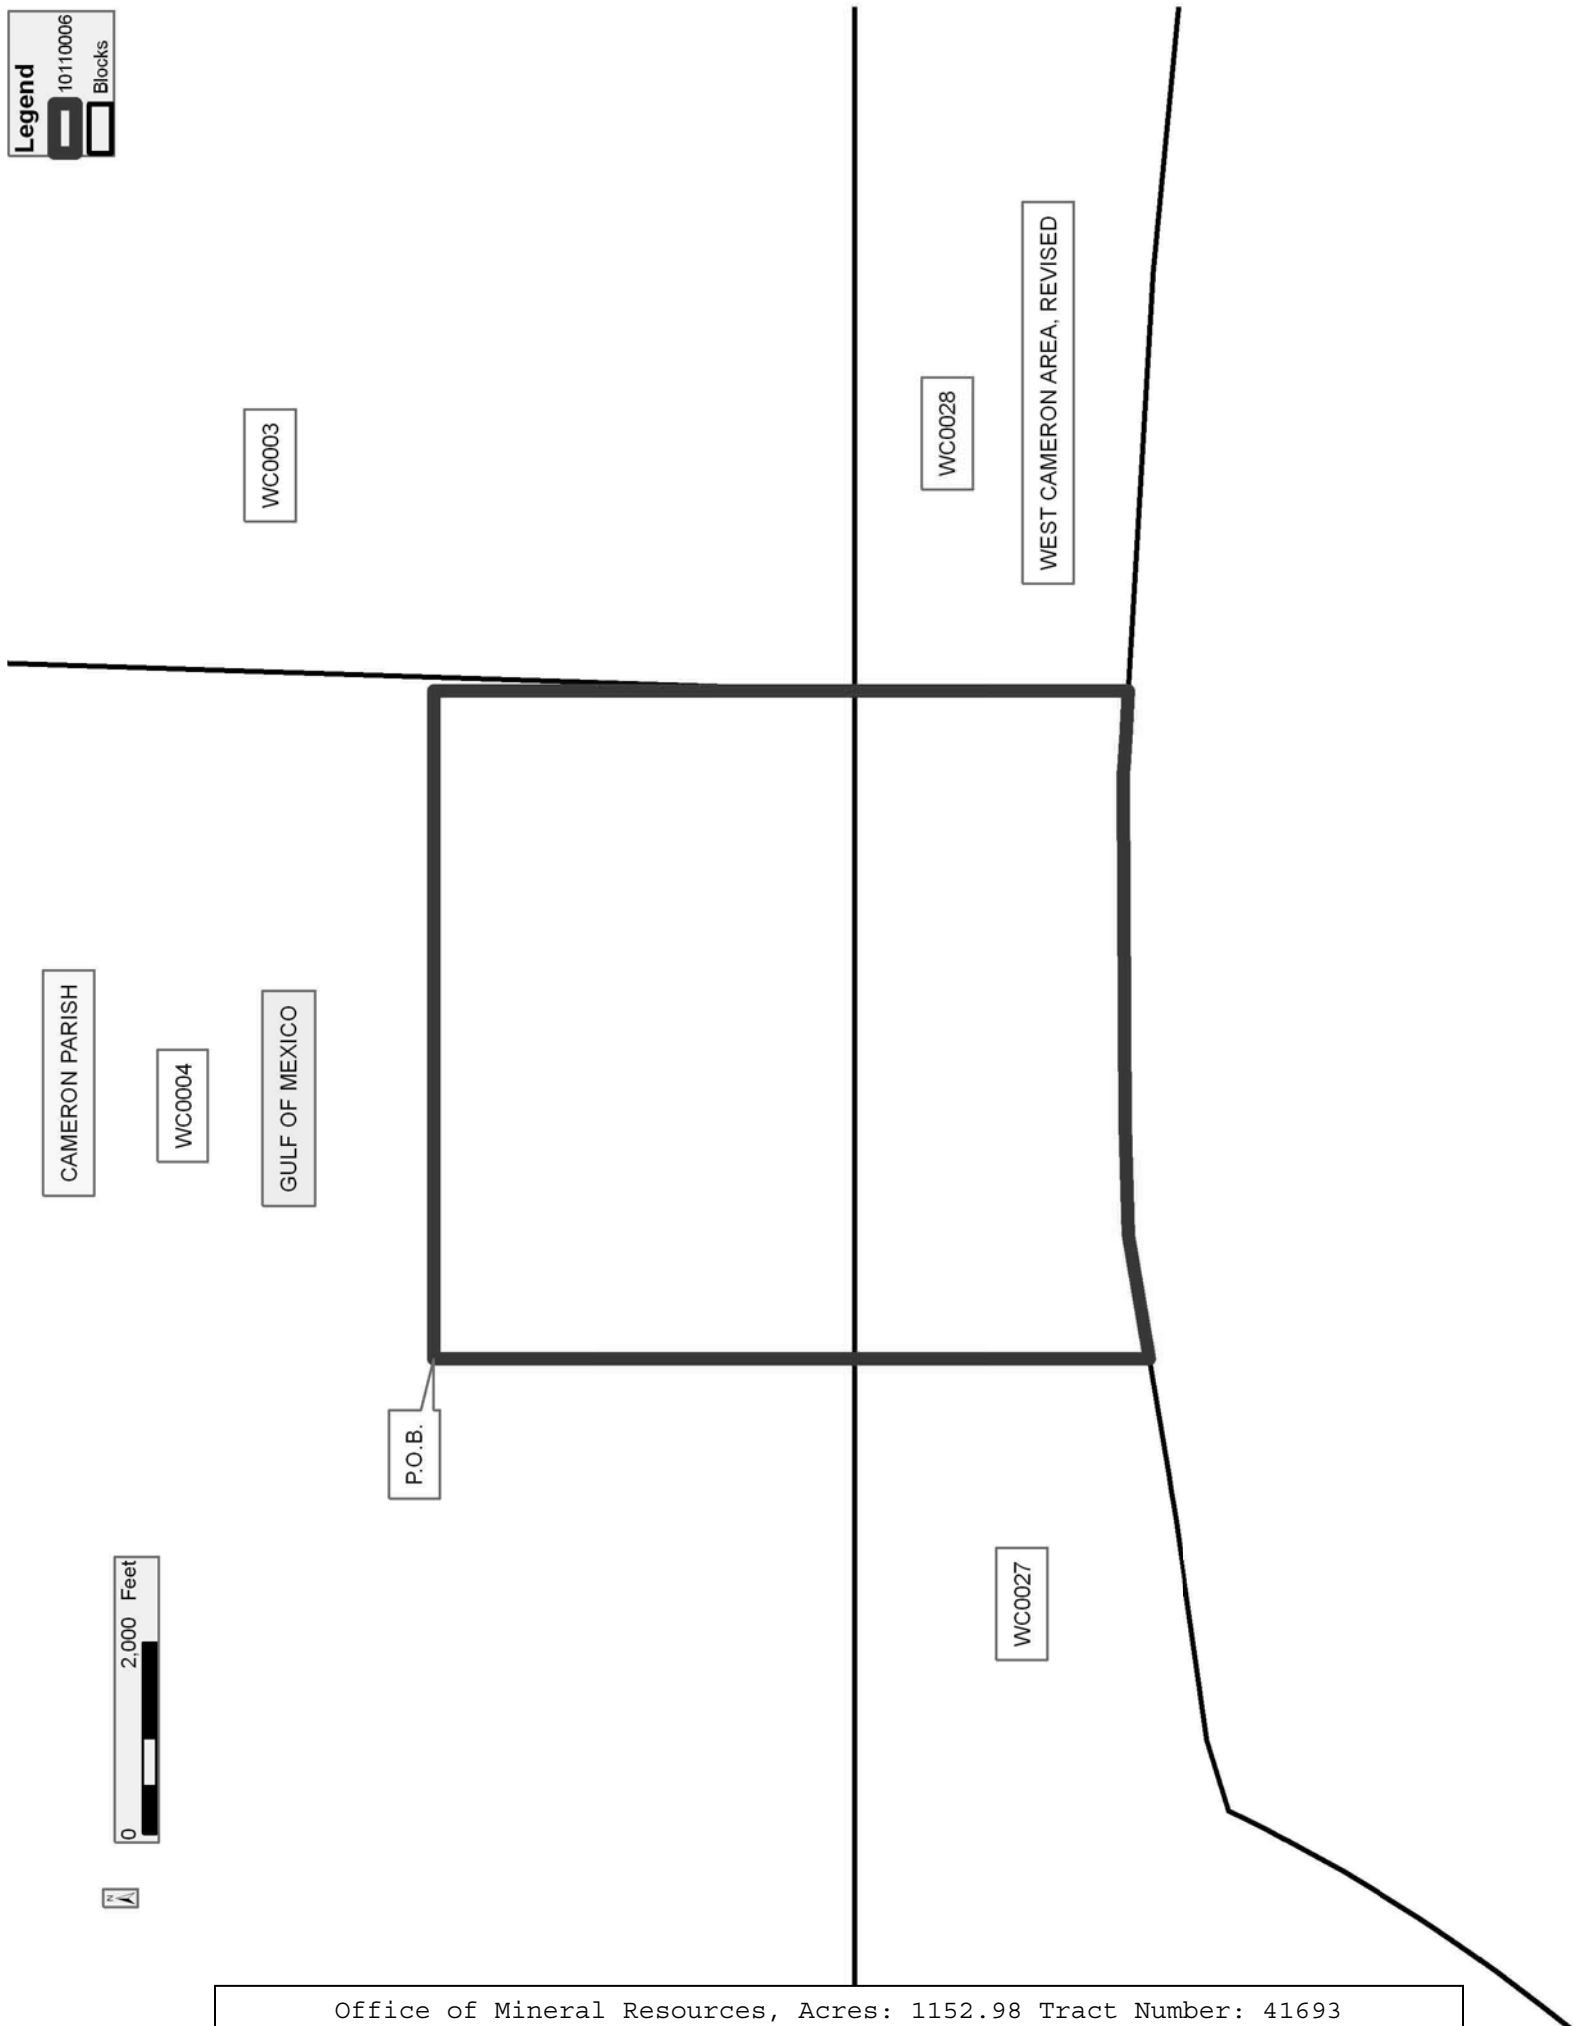 Legend
10110006
Blocks
CAMERON PARISH
WC0004
GULF OF MEXICO
WC0003
P.O.B.
0 2,000 Feet
N
WC0028
WEST CAMERON AREA, REVISED
WC0027
Office of Mineral Resources, Acres: 1152.98 Tract Number: 41693